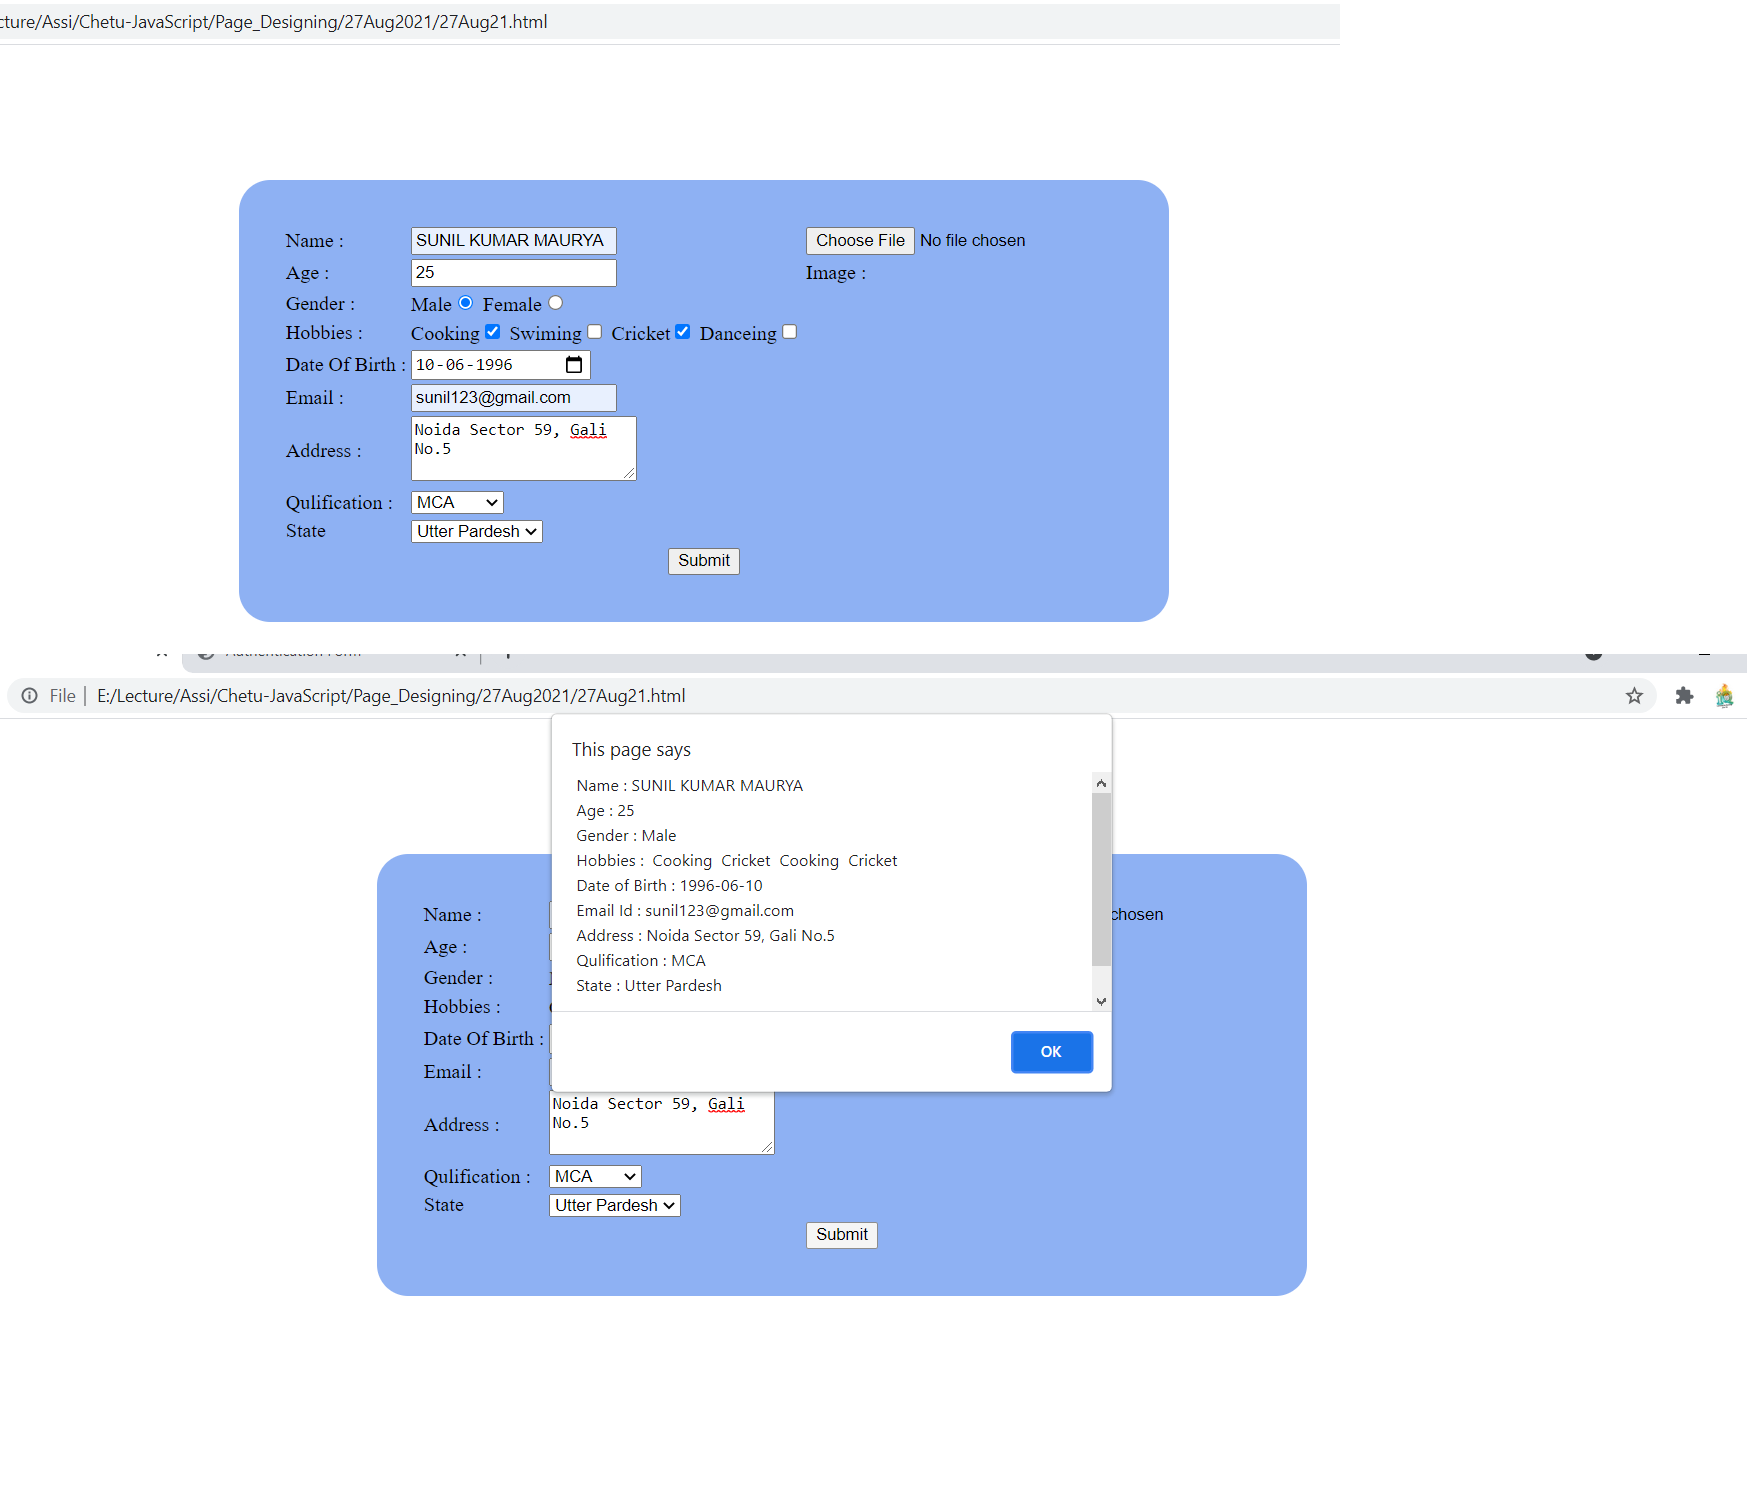 cture/Assi/Chetu-JavaScript/Page_Designing/27Aug2021/27Aug21.html
Name : SUNIL KUMAR MAURYA Choose File No file chosen
Age : 25 Image :
Gender : Male Female
Hobbies : Cooking Swiming Cricket Danceing
Date Of Birth : 10-06-1996
Email : sunil123@gmail.com
Address : Noida Sector 59, Gali
No.5
Qulification : MCA
State Utter Pardesh
Submit
File E:/Lecture/Assi/Chetu-JavaScript/Page_Designing/27Aug2021/27Aug21.html
This page says
Name : SUNIL KUMAR MAURYA
Age : 25
Gender : Male
Hobbies : Cooking Cricket Cooking Cricket
Date of Birth : 1996-06-10
Email Id : sunil123@gmail.com
Address : Noida Sector 59, Gali No.5
Qulification : MCA
State : Utter Pardesh
OK
Name : chosen
Age :
Gender :
Hobbies :
Date Of Birth :
Email :
Address : Noida Sector 59, Gali
No.5
Qulification : MCA
State Utter Pardesh
Submit